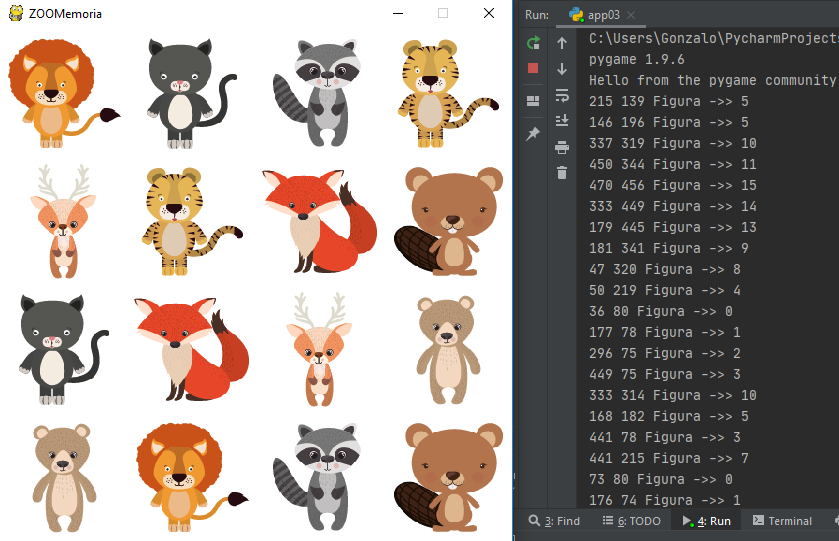 ZOOMemoria
Run: app03
C:\Users\Gonzalo\PycharmProjects
pygame 1.9.6
Hello from the pygame community
215 139 Figura ->> 5
146 196 Figura ->> 5
337 319 Figura ->> 10
450 344 Figura ->> 11
470 456 Figura ->> 15
333 449 Figura ->> 14
179 445 Figura ->> 13
181 341 Figura ->> 9
47 320 Figura ->> 8
50 219 Figura ->> 4
36 80 Figura ->> 0
177 78 Figura ->> 1
296 75 Figura ->> 2
449 75 Figura ->> 3
333 314 Figura ->> 10
168 182 Figura ->> 5
441 78 Figura ->> 3
441 215 Figura ->> 7
73 80 Figura ->> 0
176 74 Figura ->> 1
3: Find 6: TODO 4: Run Terminal